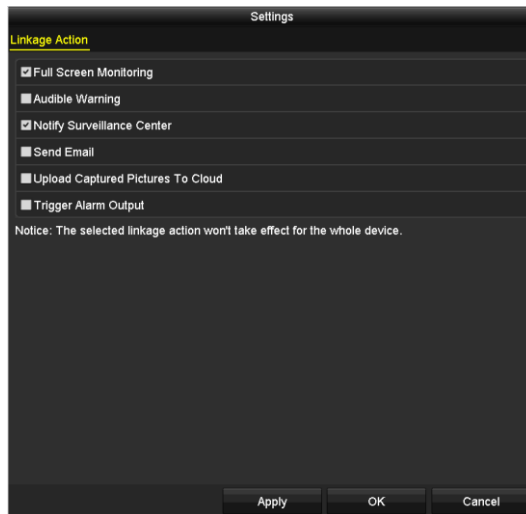 Settings
Linkage Action
Full Screen Monitoring
Audible Warning
Notify Surveillance Center
Send Email
Upload Captured Pictures To Cloud
Trigger Alarm Output
Notice: The selected linkage action won't take effect for the whole device.
Apply OK Cancel